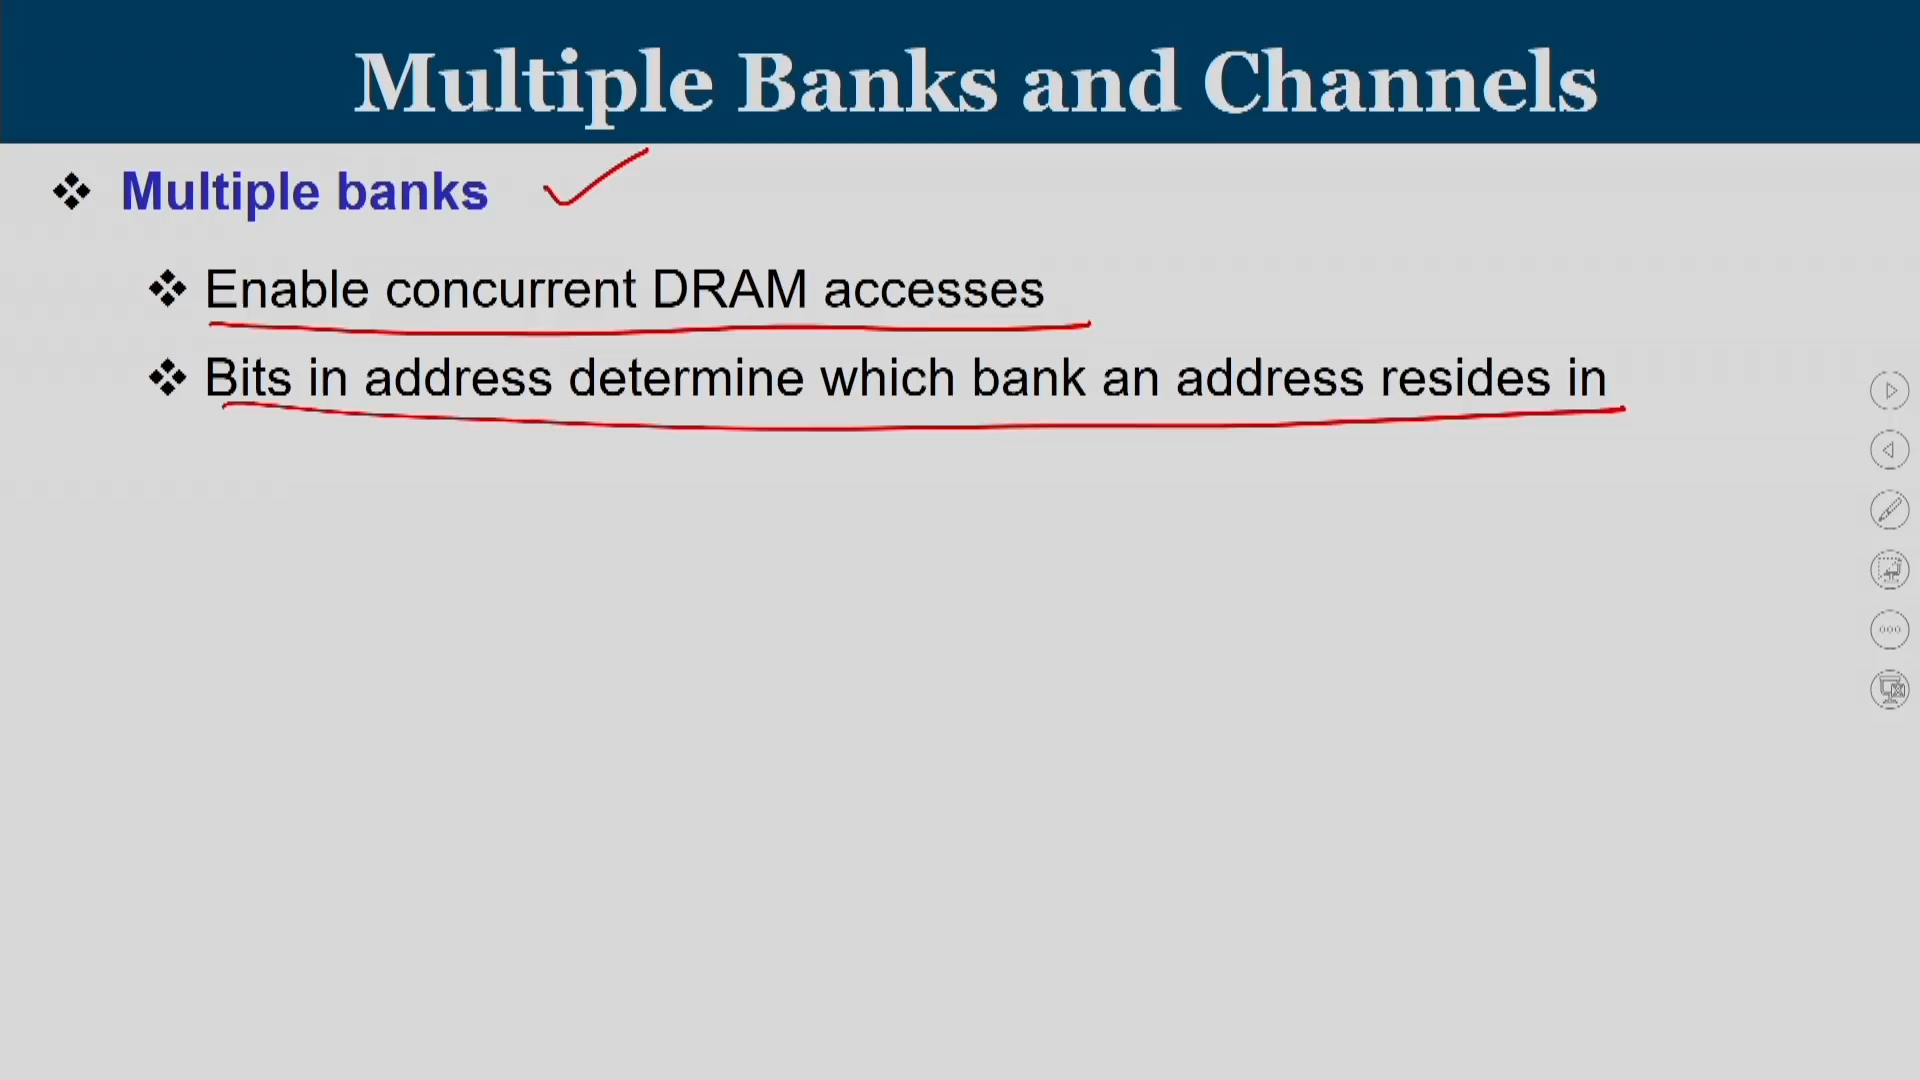 Multiple Banks and Channels
Multiple banks
Enable concurrent DRAM accesses
Bits in address determine which bank an address resides in